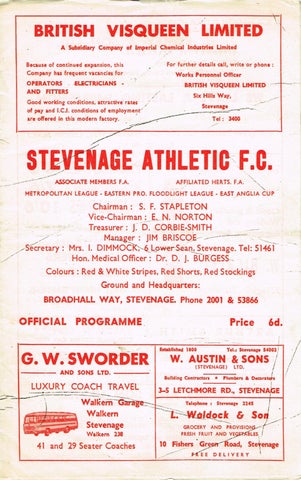 BRITISH VISQUEEN LIMITED
A Subsidiary Company of Imperial Chemical Industries Limited
Because of continued expansion, this
Company has frequent vacancies for
OPERATORS ELECTRICIANS
AND FITTERS
Good working conditions, attractive rates
of pay and I.C.I. conditions of employment
are offered in this modern factory.
For further details call, write or phone :
Works Personnel Officer
BRITISH VISQUEEN LIMITED
Six Hills Way,
Stevenage
Tel : 3400
STEVENAGE ATHLETIC F.C.
ASSOCIATE MEMBERS F.A. AFFILIATED HERTS. F.A.
METROPOLITAN LEAGUE - EASTERN PRO. FLOODLIGHT LEAGUE - EAST ANGLIA CUP
Chairman : S. F. STAPLETON
Vice-Chairman : E. N. NORTON
Treasurer : J. D. CORBIE-SMITH
Manager : JIM BRISCOE
Secretary : Mrs. I. DIMMOCK, 6 Lower Sean, Stevenage. Tel: 51461
Hon. Medical Officer : Dr. D. J. BURGESS
Colours : Red & White Stripes, Red Shorts, Red Stockings
Ground and Headquarters:
BROADHALL WAY, STEVENAGE. Phone 2001 & 53866
OFFICIAL PROGRAMME Price 6d.
G. W. SWORDER
AND SONS LTD.
LUXURY COACH TRAVEL
Walkern Garage
Walkern
Stevenage
Walkern 238
41 and 29 Seater Coaches
Established 1800 Tel.: Stevenage 54002
W. AUSTIN & SONS
(STEVENAGE) LTD.
Building Contractors • Plumbers & Decorators
3-5 LETCHMORE RD., STEVENAGE
Telephone : Stevenage 2245
L. Waldock & Son
GROCERY AND PROVISIONS
FRESH FRUIT AND VEGETABLES
10 Fishers Green Road, Stevenage
FREE DELIVERY